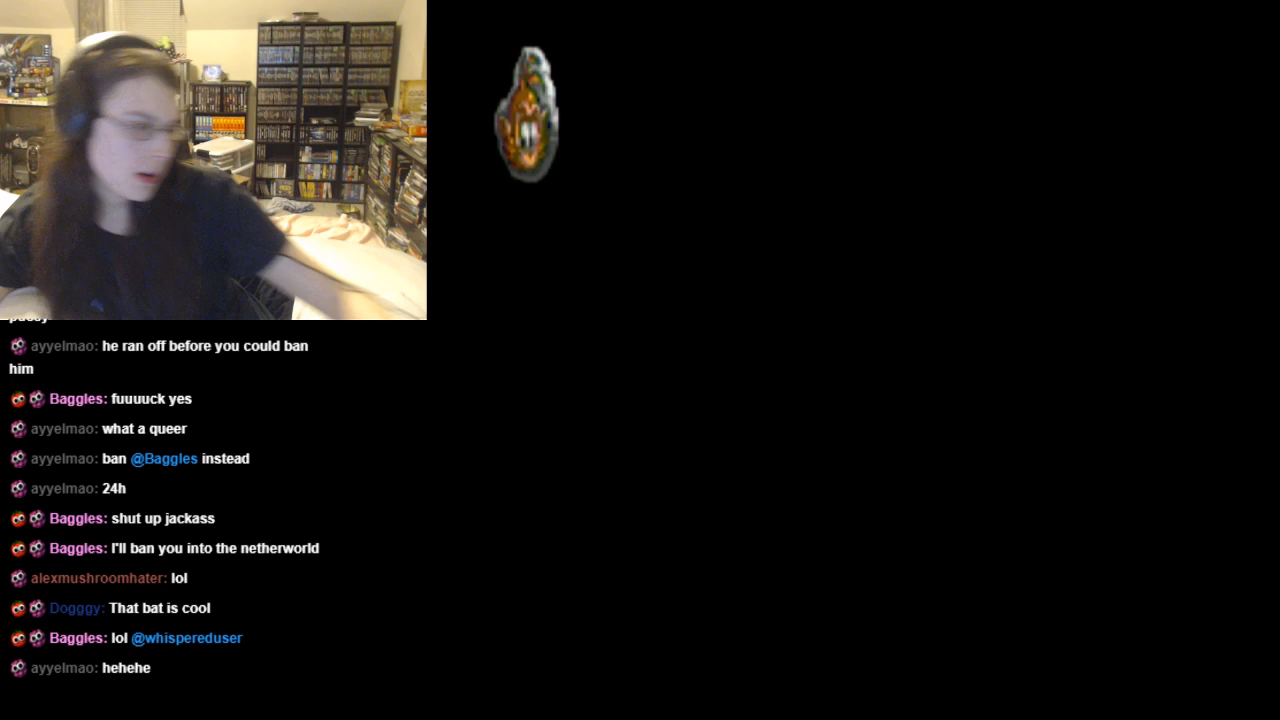 ayyelmao: he ran off before you could ban
him
Baggles: fuuuuck yes
ayyelmao: what a queer
ayyelmao: ban @Baggles instead
ayyelmao: 24h
Baggles: shut up jackass
Baggles: I'll ban you into the netherworld
alexmushroomhater: lol
Dogggy: That bat is cool
Baggles: lol @whispereduser
ayyelmao: hehehe